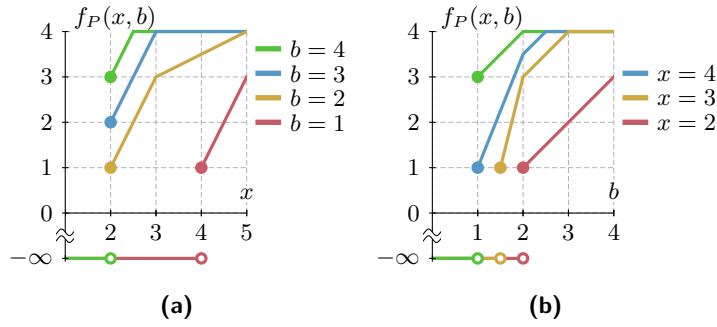 f_P(x, b)
4
3
2
1
0
−∞
2 3 4 5
x
b = 4
b = 3
b = 2
b = 1
(a)
f_P(x, b)
4
3
2
1
0
−∞
1 2 3 4
b
x = 4
x = 3
x = 2
(b)